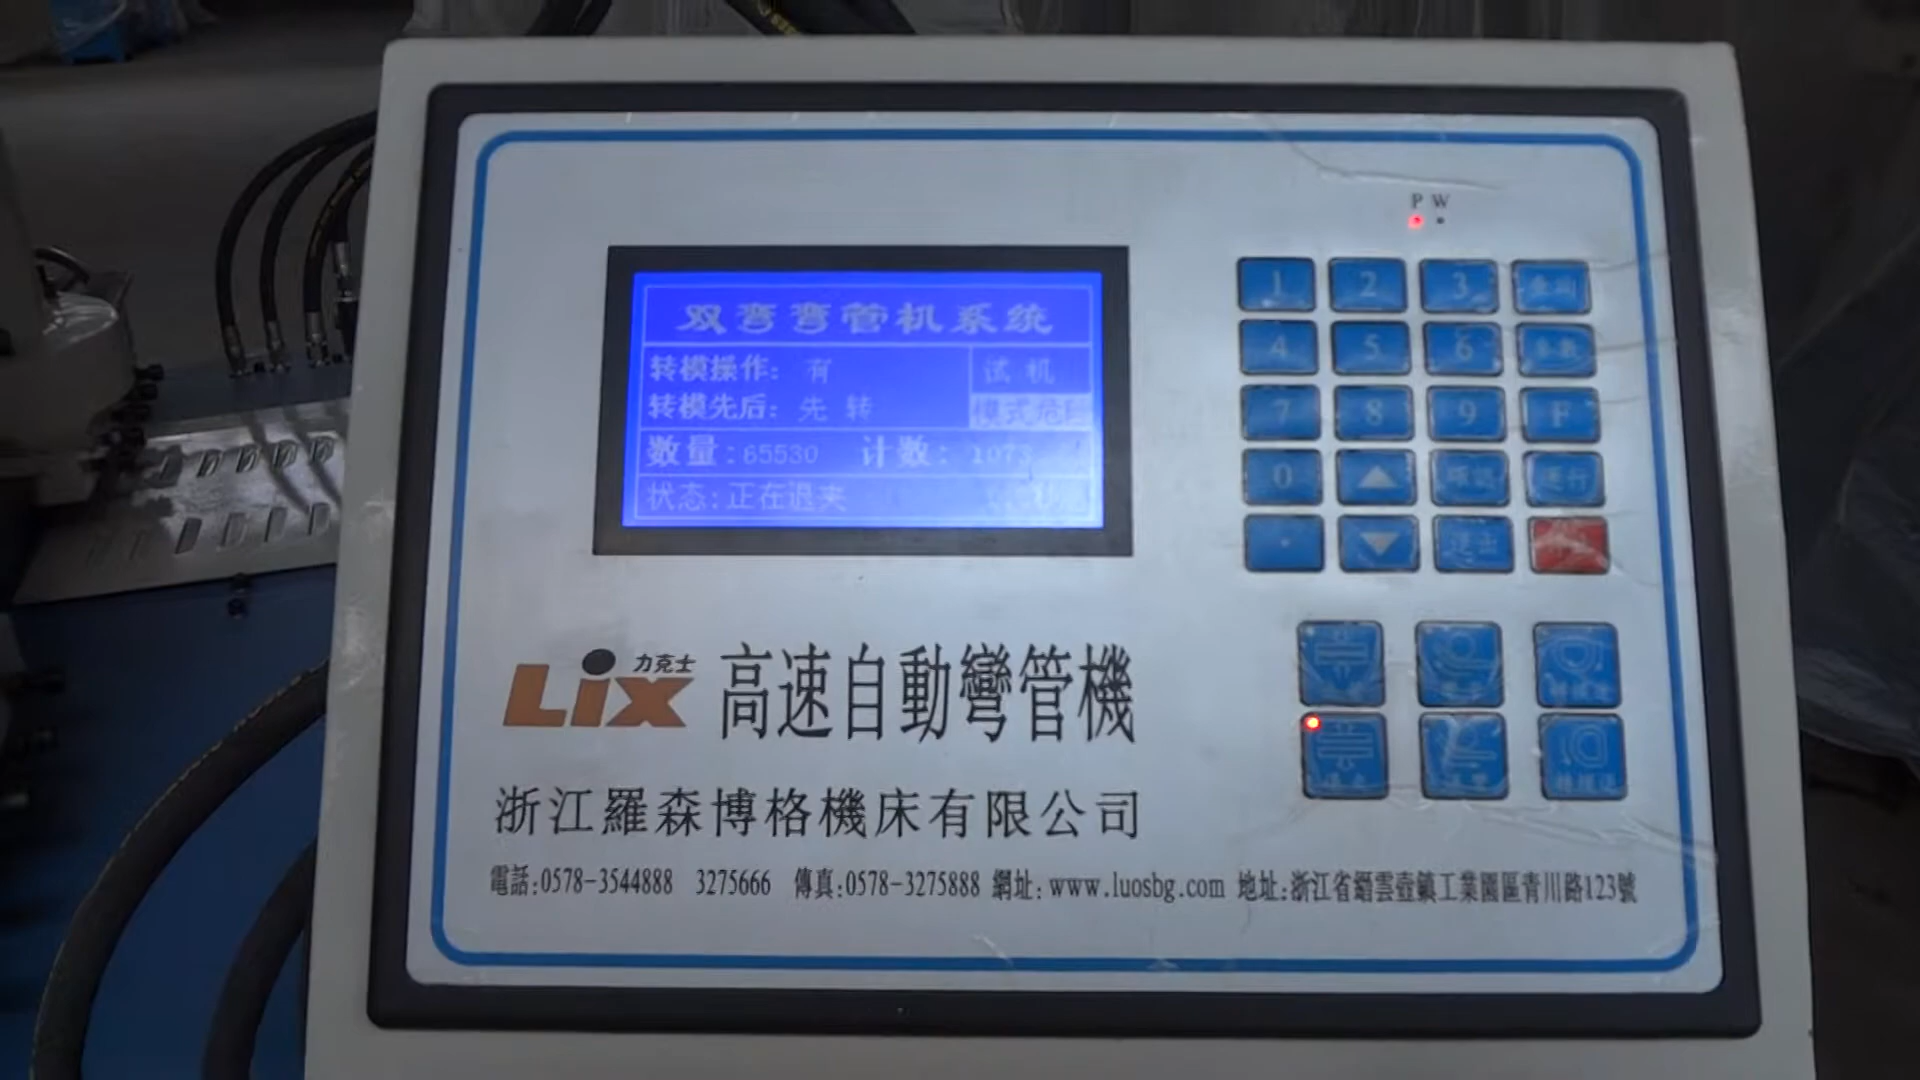 P W
双弯弯管机系统
转模操作: 有
试 机
转模先后: 先 转
数量:65530 计数: 1073
状态:正在退夹
1 2 3
4 5 6
7 8 9 F
0 ▲ 运行
. ▼ 退出
Lix 力克士 高速自動彎管機
浙江羅森博格機床有限公司
電話:0578-3544888 3275666 傳真:0578-3275888 網址: www.luosbg.com 地址:浙江省縉雲壺鎮工業園區青川路123號